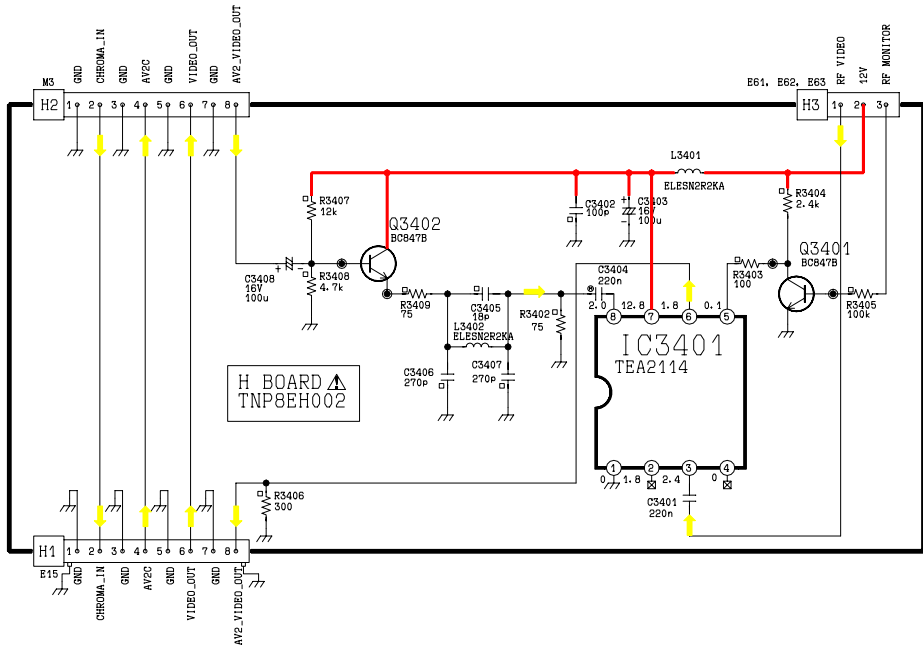 GND
CHROMA_IN
GND
AV2C
GND
VIDEO_OUT
GND
AV2_VIDEO_OUT
M3
H2 1 2 3 4 5 6 7 8
RF VIDEO
12V
RF MONITOR
E61. E62. E63
H3 1 2 3
L3401
ELESN2R2KA
R3407
12k
Q3402
BC847B
C3402
100p
C3403
16V
100u
R3404
2.4k
Q3401
BC847B
C3408
16V
100u
R3408
4.7k
R3409
75
C3405
18p
L3402
ELESN2R2KA
R3402
75
C3404
220n
R3403
100
R3405
100k
2.0 12.8 1.8 0.1
8 7 6 5
IC3401
TEA2114
C3406
270p
C3407
270p
H BOARD
TNP8EH002
1 2 3 4
0 1.8 2.4 0
C3401
220n
R3406
300
H1 1 2 3 4 5 6 7 8
E15
GND
CHROMA_IN
GND
AV2C
GND
VIDEO_OUT
GND
AV2_VIDEO_OUT